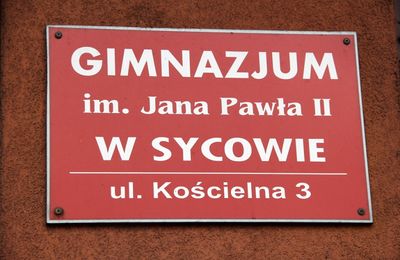 GIMNAZJUM
im. Jana Pawła II
W SYCOWIE
ul. Kościelna 3